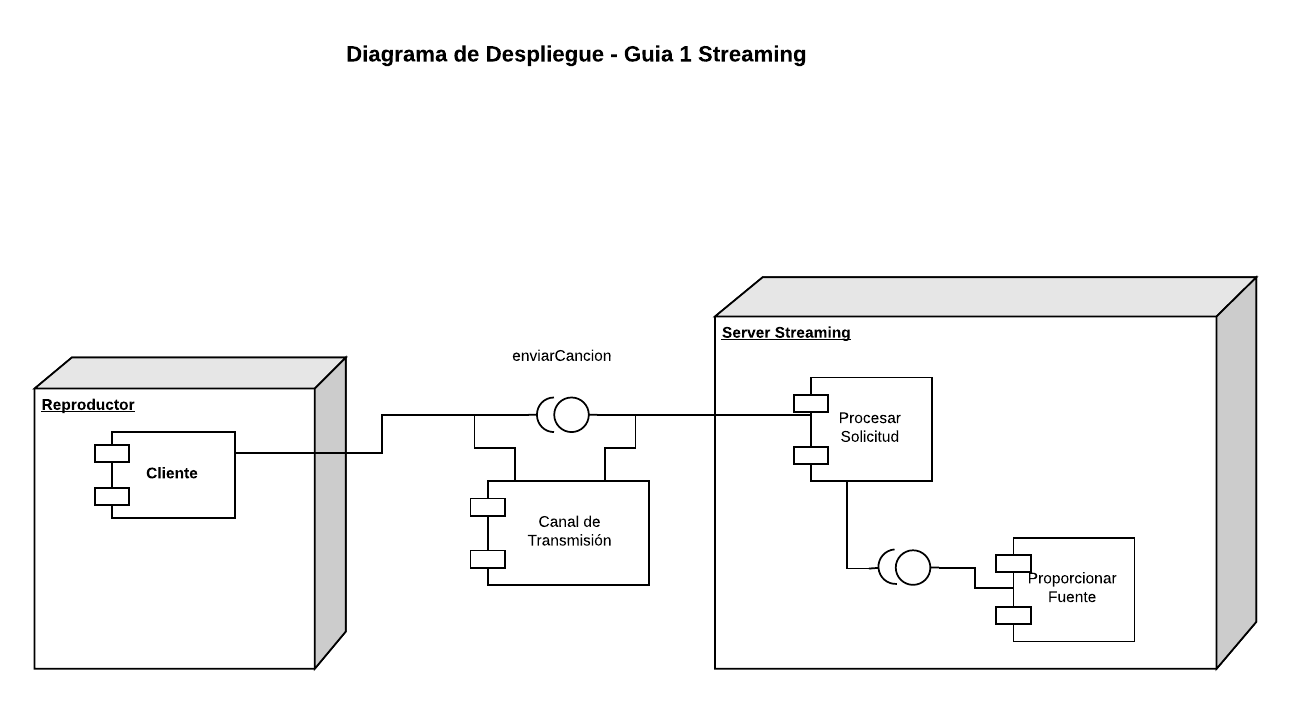 Diagrama de Despliegue - Guia 1 Streaming
Server Streaming
enviarCancion
Reproductor
Procesar
Solicitud
Cliente
Canal de
Transmisión
Proporcionar
Fuente